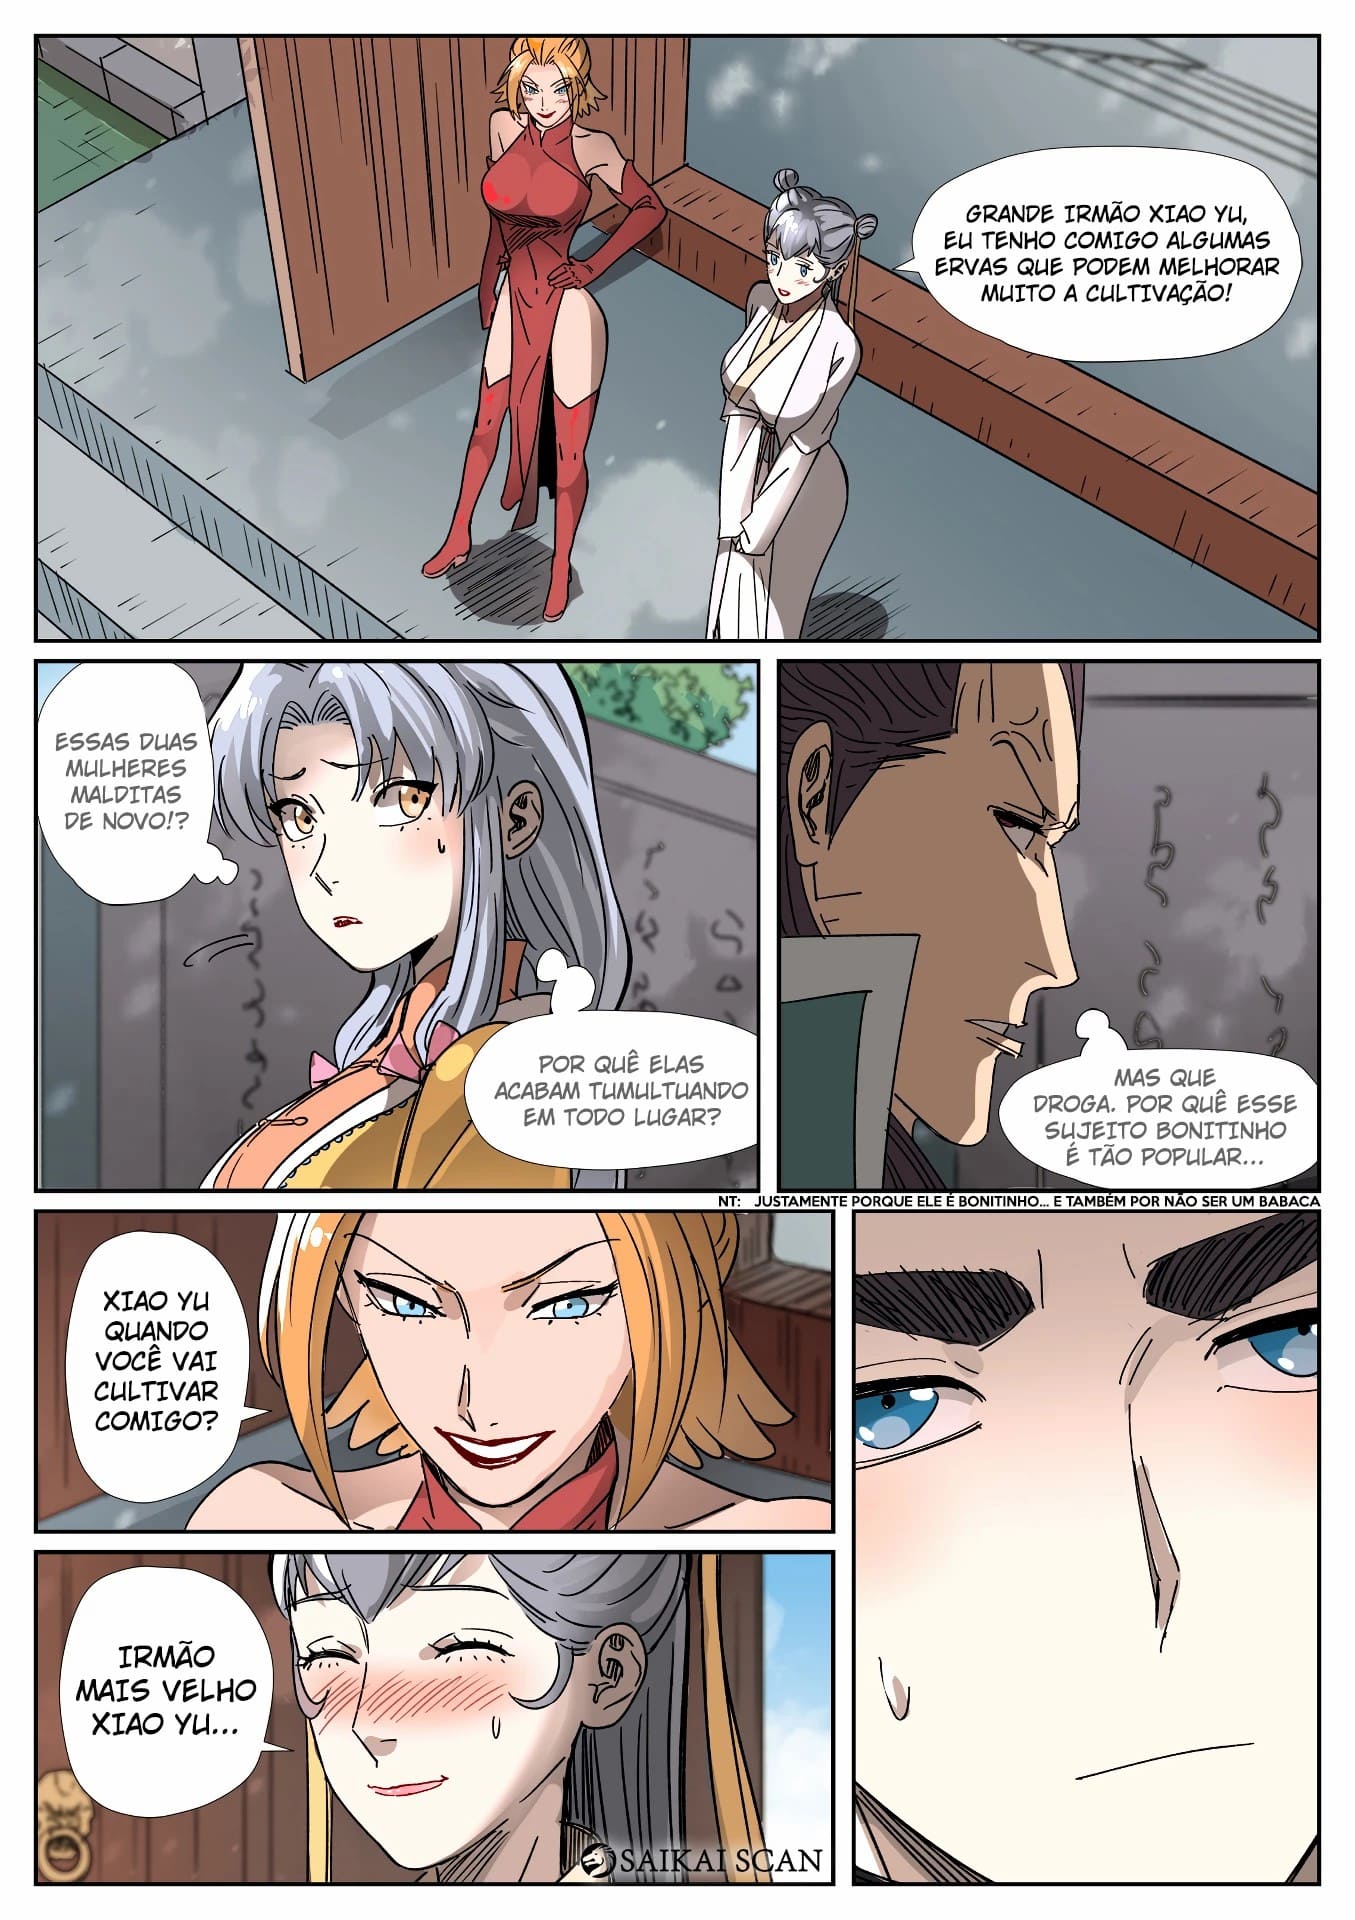 GRANDE IRMÃO XIAO YU,
EU TENHO COMIGO ALGUMAS
ERVAS QUE PODEM MELHORAR
MUITO A CULTIVAÇÃO!
ESSAS DUAS
MULHERES
MALDITAS
DE NOVO!?
POR QUÊ ELAS
ACABAM TUMULTUANDO
EM TODO LUGAR?
MAS QUE
DROGA. POR QUÊ ESSE
SUJEITO BONITINHO
É TÃO POPULAR...
NT: JUSTAMENTE PORQUE ELE É BONITINHO... E TAMBÉM POR NÃO SER UM BABACA
XIAO YU
QUANDO
VOCÊ VAI
CULTIVAR
COMIGO?
IRMÃO
MAIS VELHO
XIAO YU...
SAIKAI SCAN